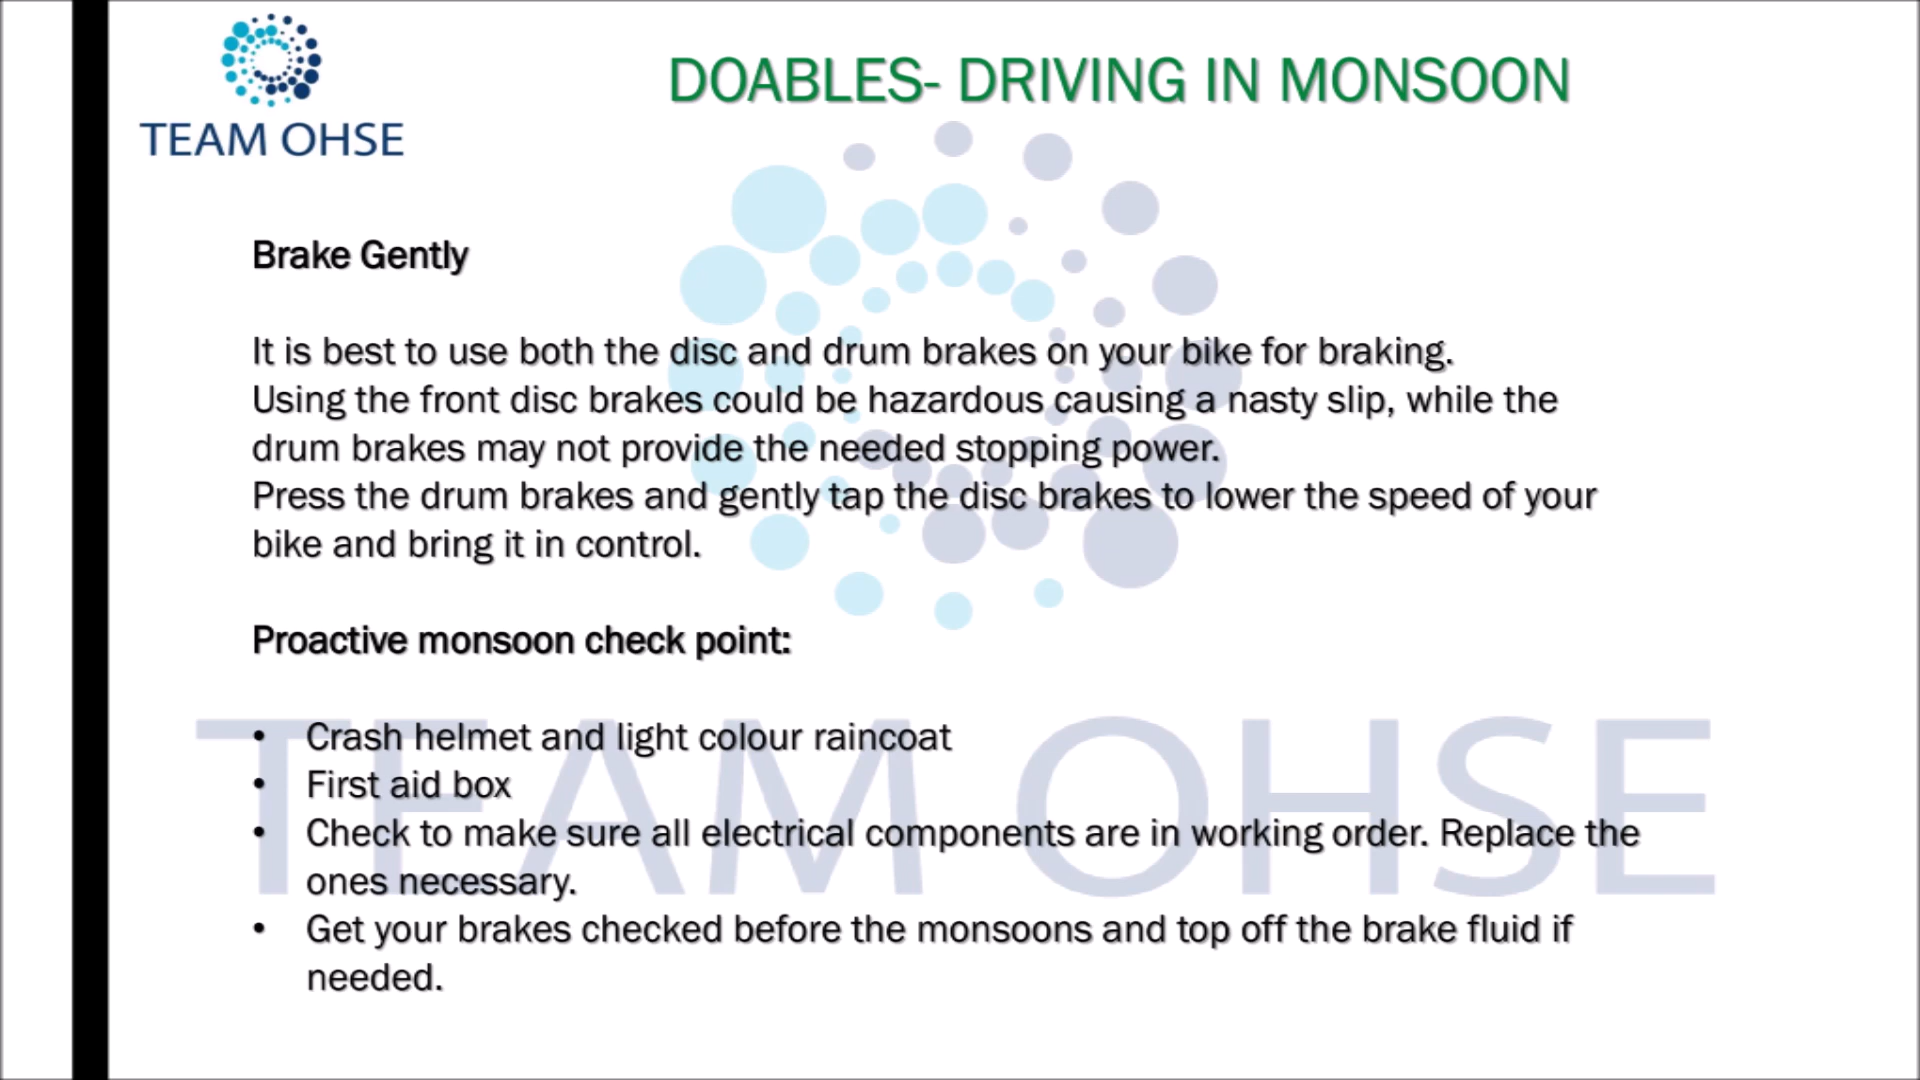 TEAM OHSE
DOABLES- DRIVING IN MONSOON
Brake Gently
It is best to use both the disc and drum brakes on your bike for braking.
Using the front disc brakes could be hazardous causing a nasty slip, while the
drum brakes may not provide the needed stopping power.
Press the drum brakes and gently tap the disc brakes to lower the speed of your
bike and bring it in control.
Proactive monsoon check point:
• Crash helmet and light colour raincoat
• First aid box
• Check to make sure all electrical components are in working order. Replace the
ones necessary.
• Get your brakes checked before the monsoons and top off the brake fluid if
needed.
TEAM OHSE